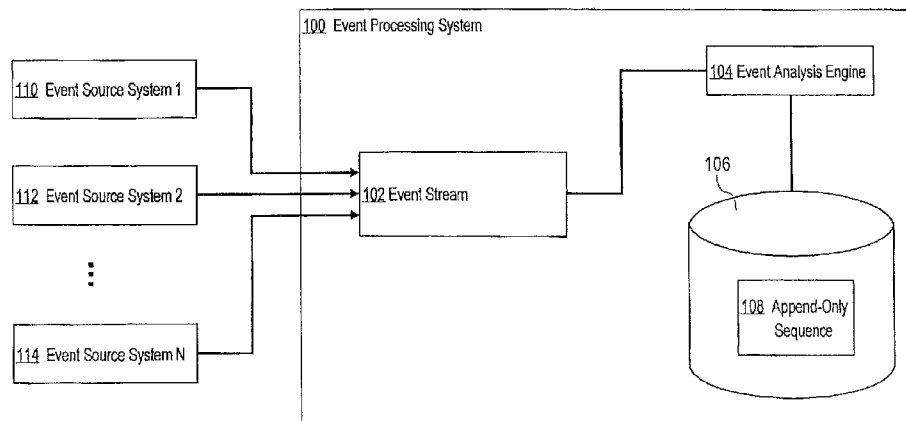 100 Event Processing System
110 Event Source System 1
104 Event Analysis Engine
102 Event Stream
106
112 Event Source System 2
...
108 Append-Only
Sequence
114 Event Source System N